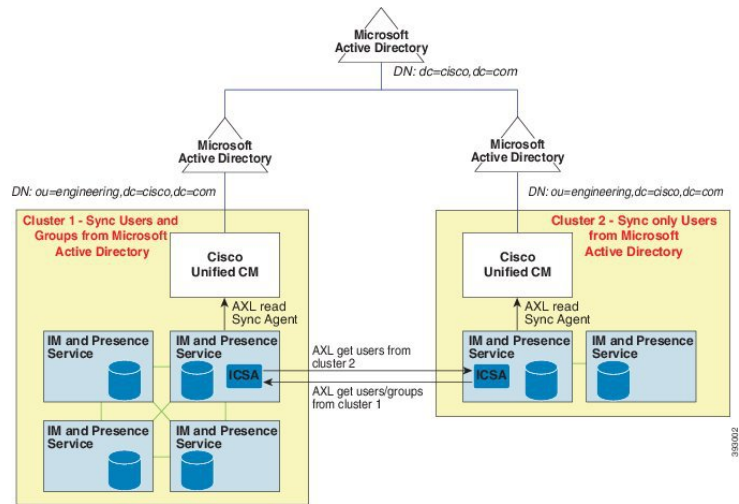 Microsoft
Active Directory
DN: dc=cisco,dc=com
Microsoft
Active Directory
Microsoft
Active Directory
DN: ou=engineering,dc=cisco,dc=com
DN: ou=engineering,dc=cisco,dc=com
Cluster 1 - Sync Users and
Groups from Microsoft
Active Directory
Cisco
Unified CM
AXL read
Sync Agent
IM and Presence
Service
IM and Presence
Service
ICSA
IM and Presence
Service
IM and Presence
Service
AXL get users from
cluster 2
AXL get users/groups
from cluster 1
Cluster 2 - Sync only Users
from Microsoft
Active Directory
Cisco
Unified CM
AXL read
Sync Agent
IM and Presence
Service
ICSA
IM and Presence
Service
393002